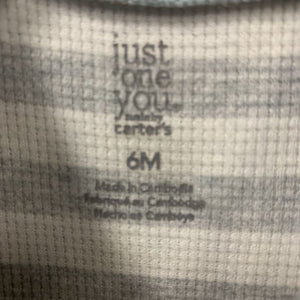 just
one
you.
made by
carter's
6M
Made in Cambodia
Fabriqué au Cambodge
Hecho en Camboya